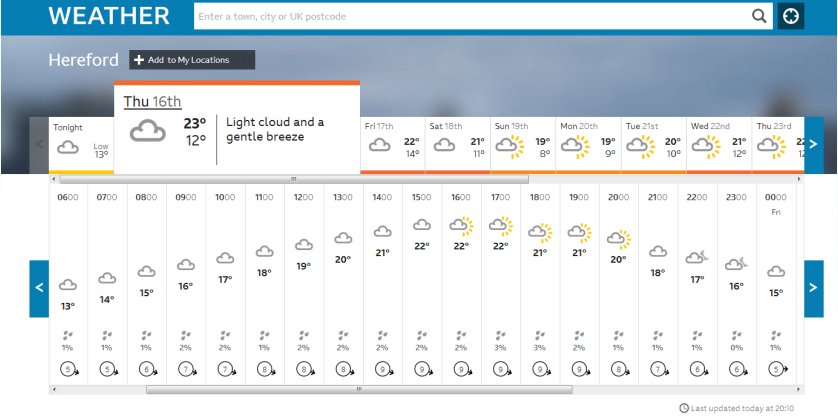 WEATHER
Enter a town, city or UK postcode
Hereford
Add to My Locations
Tonight
Low
13°
Thu 16th
23°
12°
Light cloud and a
gentle breeze
Fri 17th
22°
14°
Sat 18th
21°
11°
Sun 19th
19°
8°
Mon 20th
19°
9°
Tue 21st
20°
10°
Wed 22nd
21°
12°
Thu 23rd
0600 0700 0800 0900 1000 1100 1200 1300 1400 1500 1600 1700 1800 1900 2000 2100 2200 2300 0000
Fri
13° 14° 15° 16° 17° 18° 19° 20° 21° 22° 22° 22° 21° 21° 20° 18° 17° 16° 15°
1% 1% 1% 2% 2% 1% 2% 2% 2% 2% 2% 3% 3% 2% 1% 1% 1% 0% 1%
5 5 6 7 7 8 8 8 9 9 9 9 9 9 8 7 6 6 5
Last updated today at 20:10